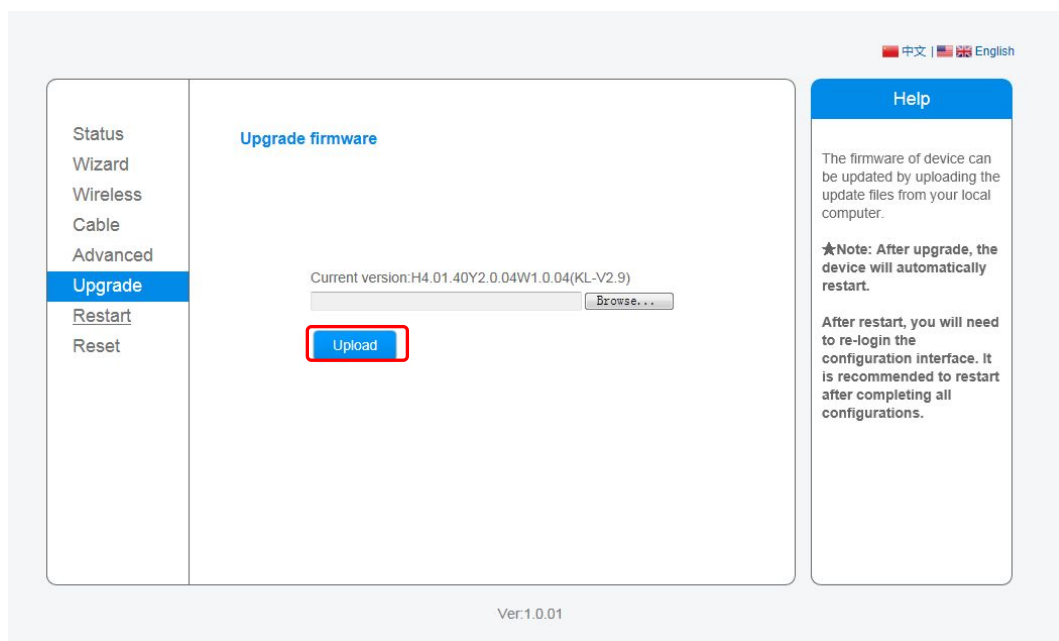 中文 | English
Help
Status
Wizard
Wireless
Cable
Advanced
Upgrade
Restart
Reset
Upgrade firmware
Current version:H4.01.40Y2.0.04W1.0.04(KL-V2.9)
Browse...
Upload
The firmware of device can
be updated by uploading the
update files from your local
computer.
★Note: After upgrade, the
device will automatically
restart.
After restart, you will need
to re-login the
configuration interface. It
is recommended to restart
after completing all
configurations.
Ver:1.0.01